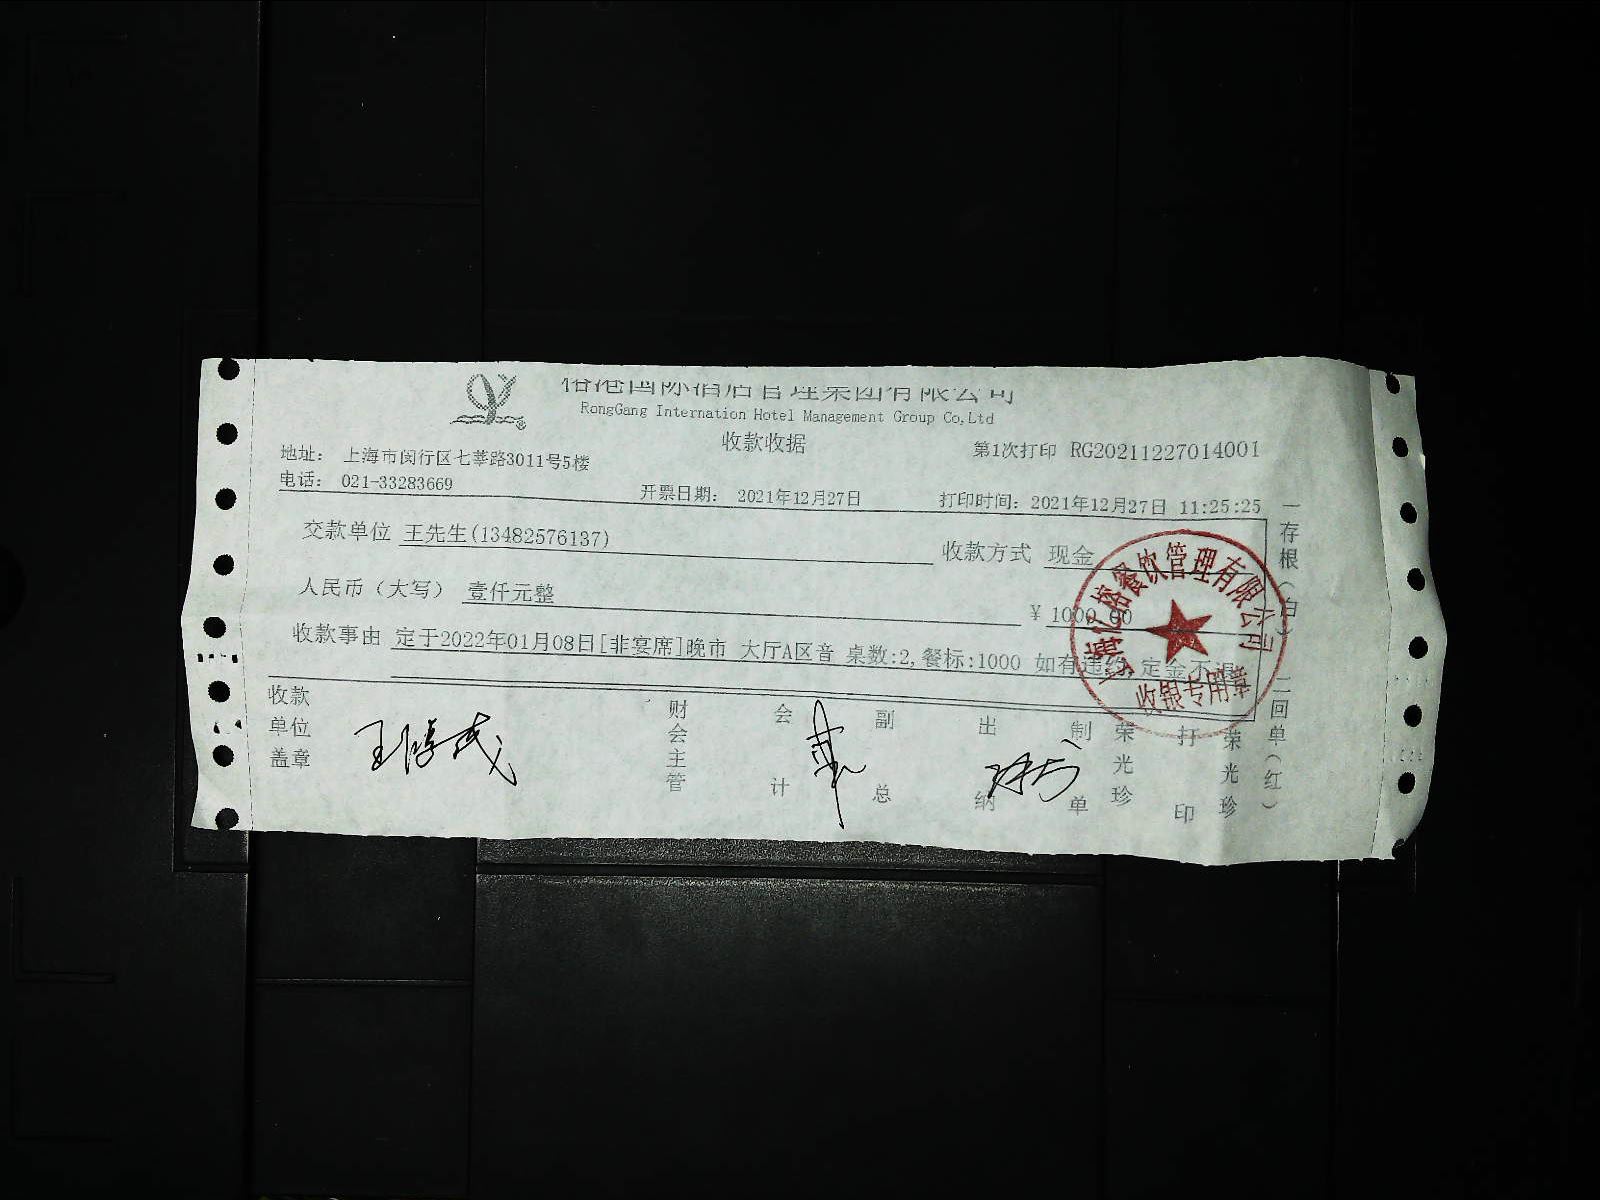 榕港国际酒店管理集团有限公司
RongGang Internation Hotel Management Group Co,Ltd
收款收据
第1次打印 RG20211227014001
地址： 上海市闵行区七莘路3011号5楼
电话： 021-33283669
开票日期： 2021年12月27日
打印时间：2021年12月27日 11:25:25
交款单位 王先生(13482576137)
收款方式 现金
人民币（大写） 壹仟元整
¥ 1000.00
收款事由 定于2022年01月08日[非宴席]晚市 大厅A区音 桌数:2,餐标:1000 如有违约,定金不退
收款单位盖章
财会主管
会计
副总
出纳
制单
荣光珍
打印
荣光珍
一存根（白）二回单（红）
餐饮管理有限公司
收银专用章